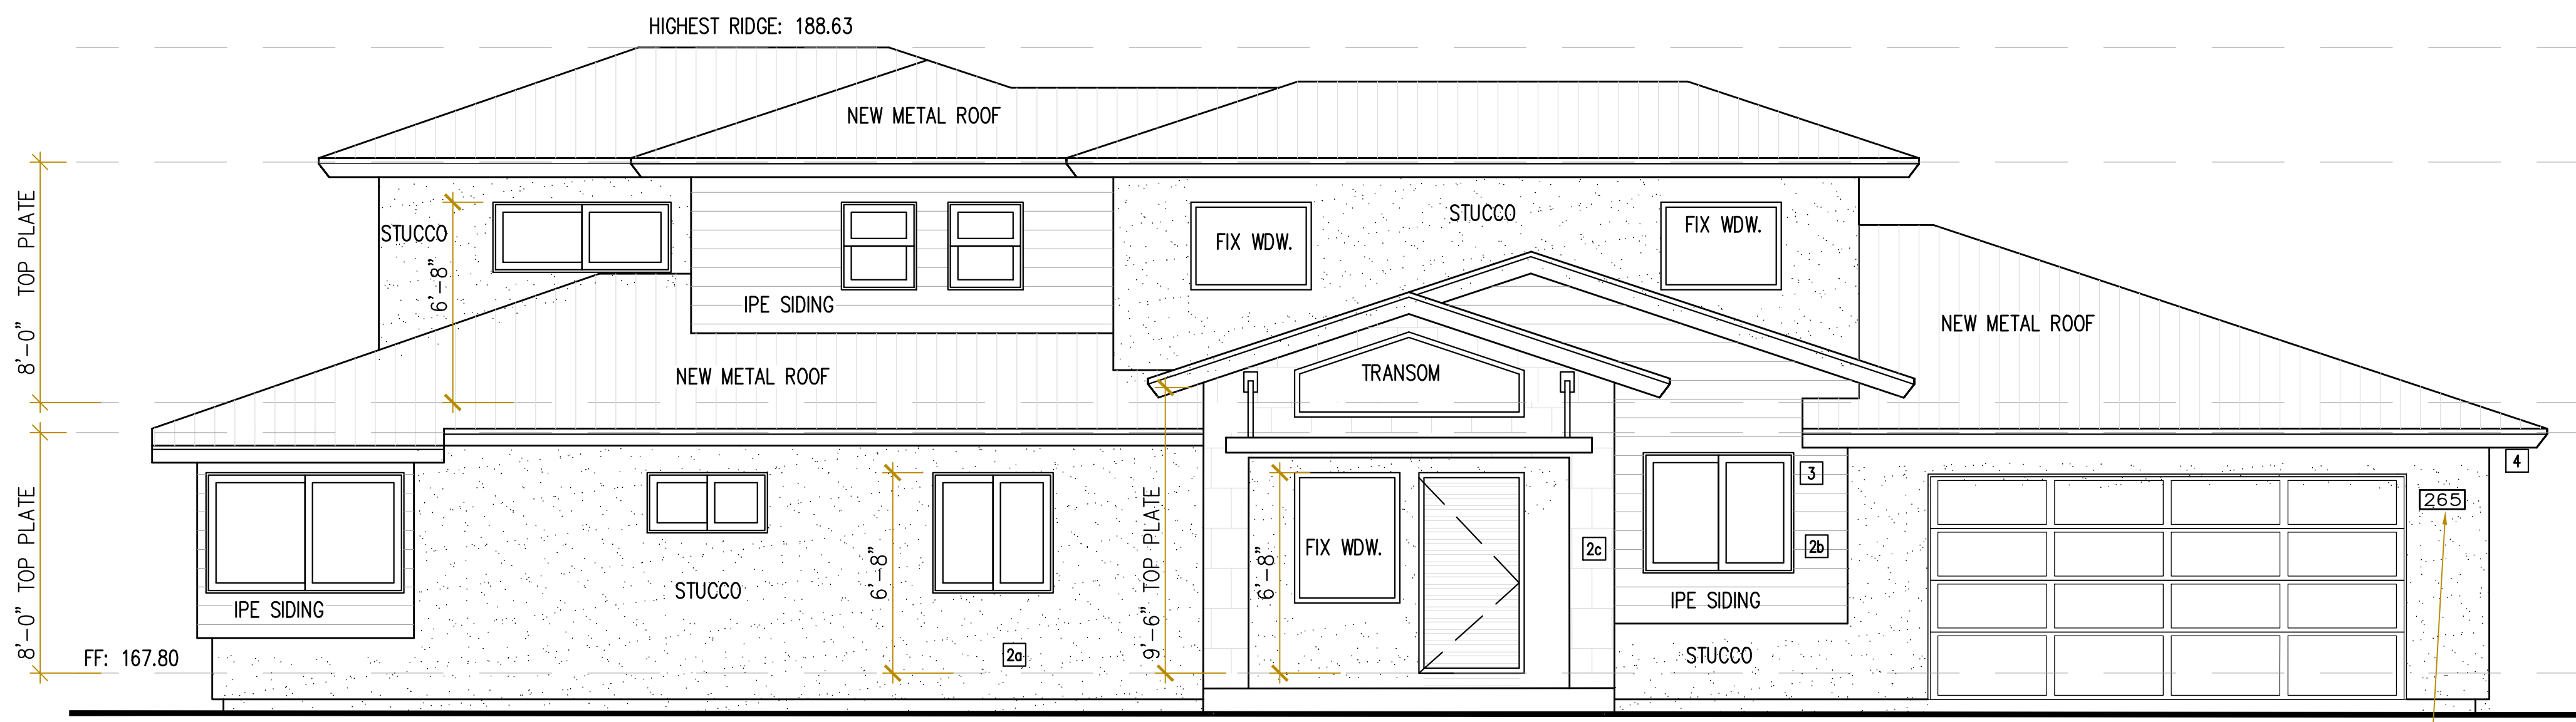 HIGHEST RIDGE: 188.63
NEW METAL ROOF
8'-0" TOP PLATE
STUCCO
6'-8"
IPE SIDING
FIX WDW.
STUCCO
FIX WDW.
NEW METAL ROOF
NEW METAL ROOF
TRANSOM
8'-0" TOP PLATE
FF: 167.80
IPE SIDING
STUCCO
6'-8"
2a
9'-6" TOP PLATE
6'-8"
FIX WDW.
2c
3
2b
IPE SIDING
STUCCO
4
265